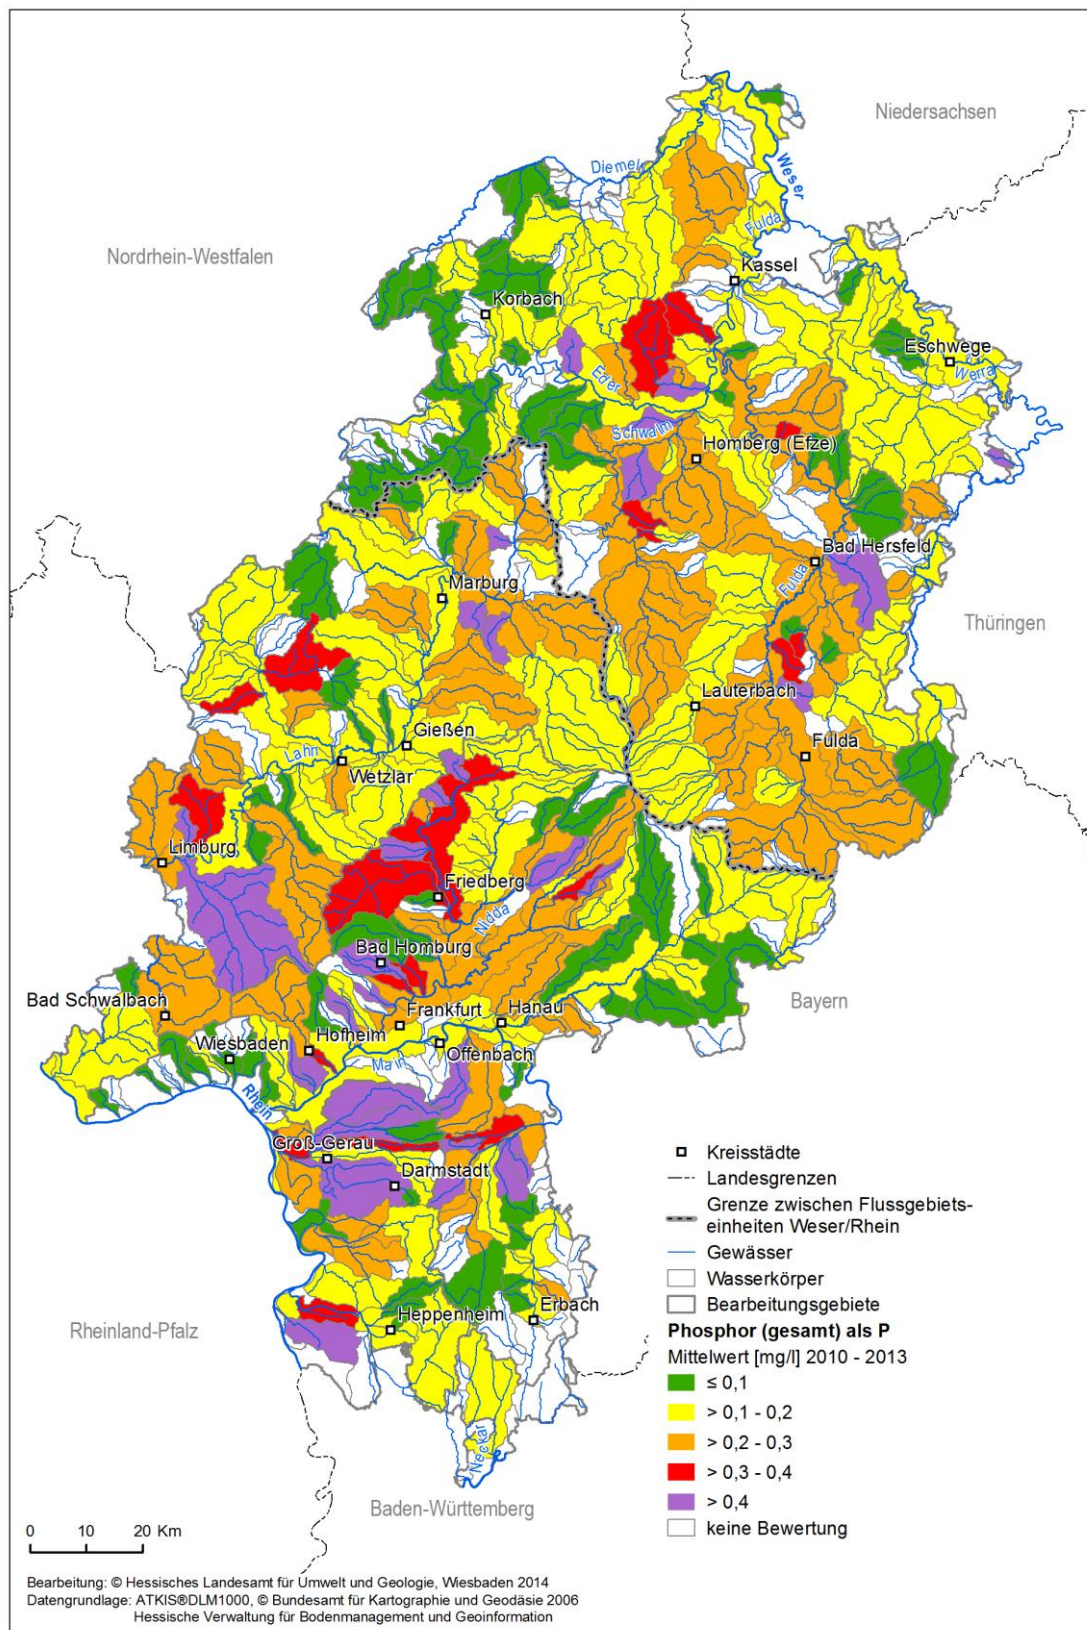 Niedersachsen
Diemel
Weser
Nordrhein-Westfalen
Fulda
Kassel
Korbach
Eschwege
Werra
Eder
Schwalm
Homberg (Efze)
Bad Hersfeld
Fulda
Marburg
Thüringen
Lauterbach
Gießen
Lahn
Wetzlar
Fulda
Limburg
Friedberg
Nidda
Bad Homburg
Bayern
Bad Schwalbach
Frankfurt
Hanau
Wiesbaden
Hofheim
Offenbach
Main
Rhein
Groß-Gerau
Darmstadt
Heppenheim
Erbach
Rheinland-Pfalz
Neckar
Baden-Württemberg
Kreisstädte
Landesgrenzen
Grenze zwischen Flussgebiets-
einheiten Weser/Rhein
Gewässer
Wasserkörper
Bearbeitungsgebiete
Phosphor (gesamt) als P
Mittelwert [mg/l] 2010 - 2013
≤ 0,1
> 0,1 - 0,2
> 0,2 - 0,3
> 0,3 - 0,4
> 0,4
keine Bewertung
0 10 20 Km
Bearbeitung: © Hessisches Landesamt für Umwelt und Geologie, Wiesbaden 2014
Datengrundlage: ATKIS®DLM1000, © Bundesamt für Kartographie und Geodäsie 2006
Hessische Verwaltung für Bodenmanagement und Geoinformation